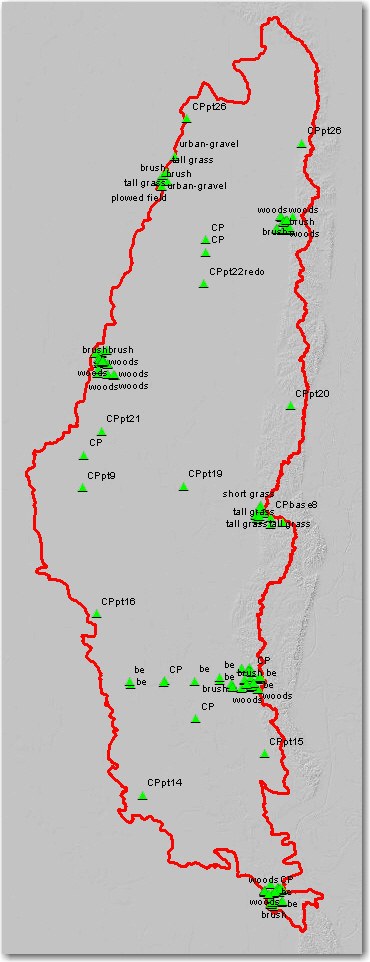 CPpt26
CPpt26
urban-gravel
tall grass
brush
brush
tall grass
urban-gravel
plowed field
woods
woods
brush
brush
woods
CP
CP
CPpt22redo
brush
brush
woods
woods
woods
woods
CPpt20
CPpt21
CP
CPpt9
CPpt19
short grass
CPbase8
tall grass
tall grass
tall grass
CPpt16
be
be
CP
be
be
CP
be
brush
be
brush
be
woods
woods
CP
CPpt15
CPpt14
woods
CP
be
woods
be
brush